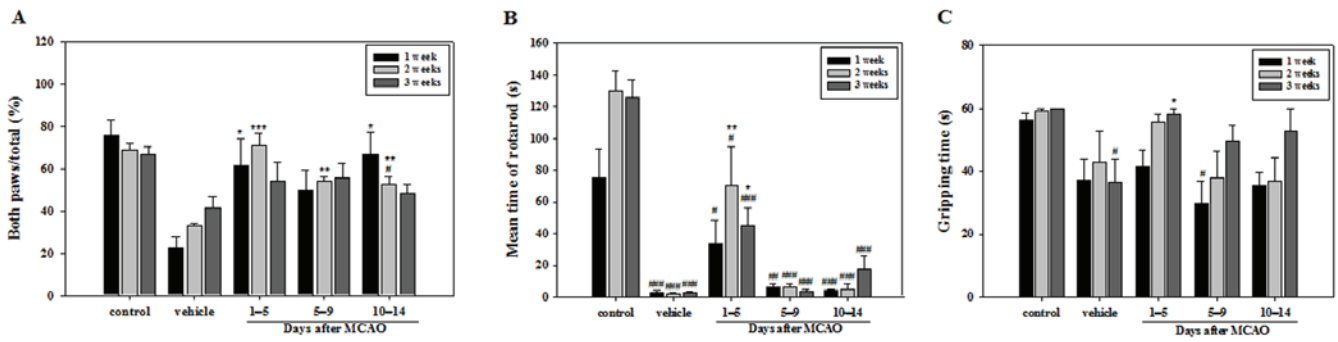 A
Both paws/total (%)
120
100
80
60
40
20
0
1 week
2 weeks
3 weeks
*
***
**
*
**
#
control
vehicle
1–5
5–9
10–14
Days after MCAO
B
Mean time of rotarod (s)
160
140
120
100
80
60
40
20
0
1 week
2 weeks
3 weeks
###
###
###
#
**
#
*
###
##
###
###
###
###
###
control
vehicle
1–5
5–9
10–14
Days after MCAO
C
Gripping time (s)
80
60
40
20
0
1 week
2 weeks
3 weeks
#
*
#
control
vehicle
1–5
5–9
10–14
Days after MCAO